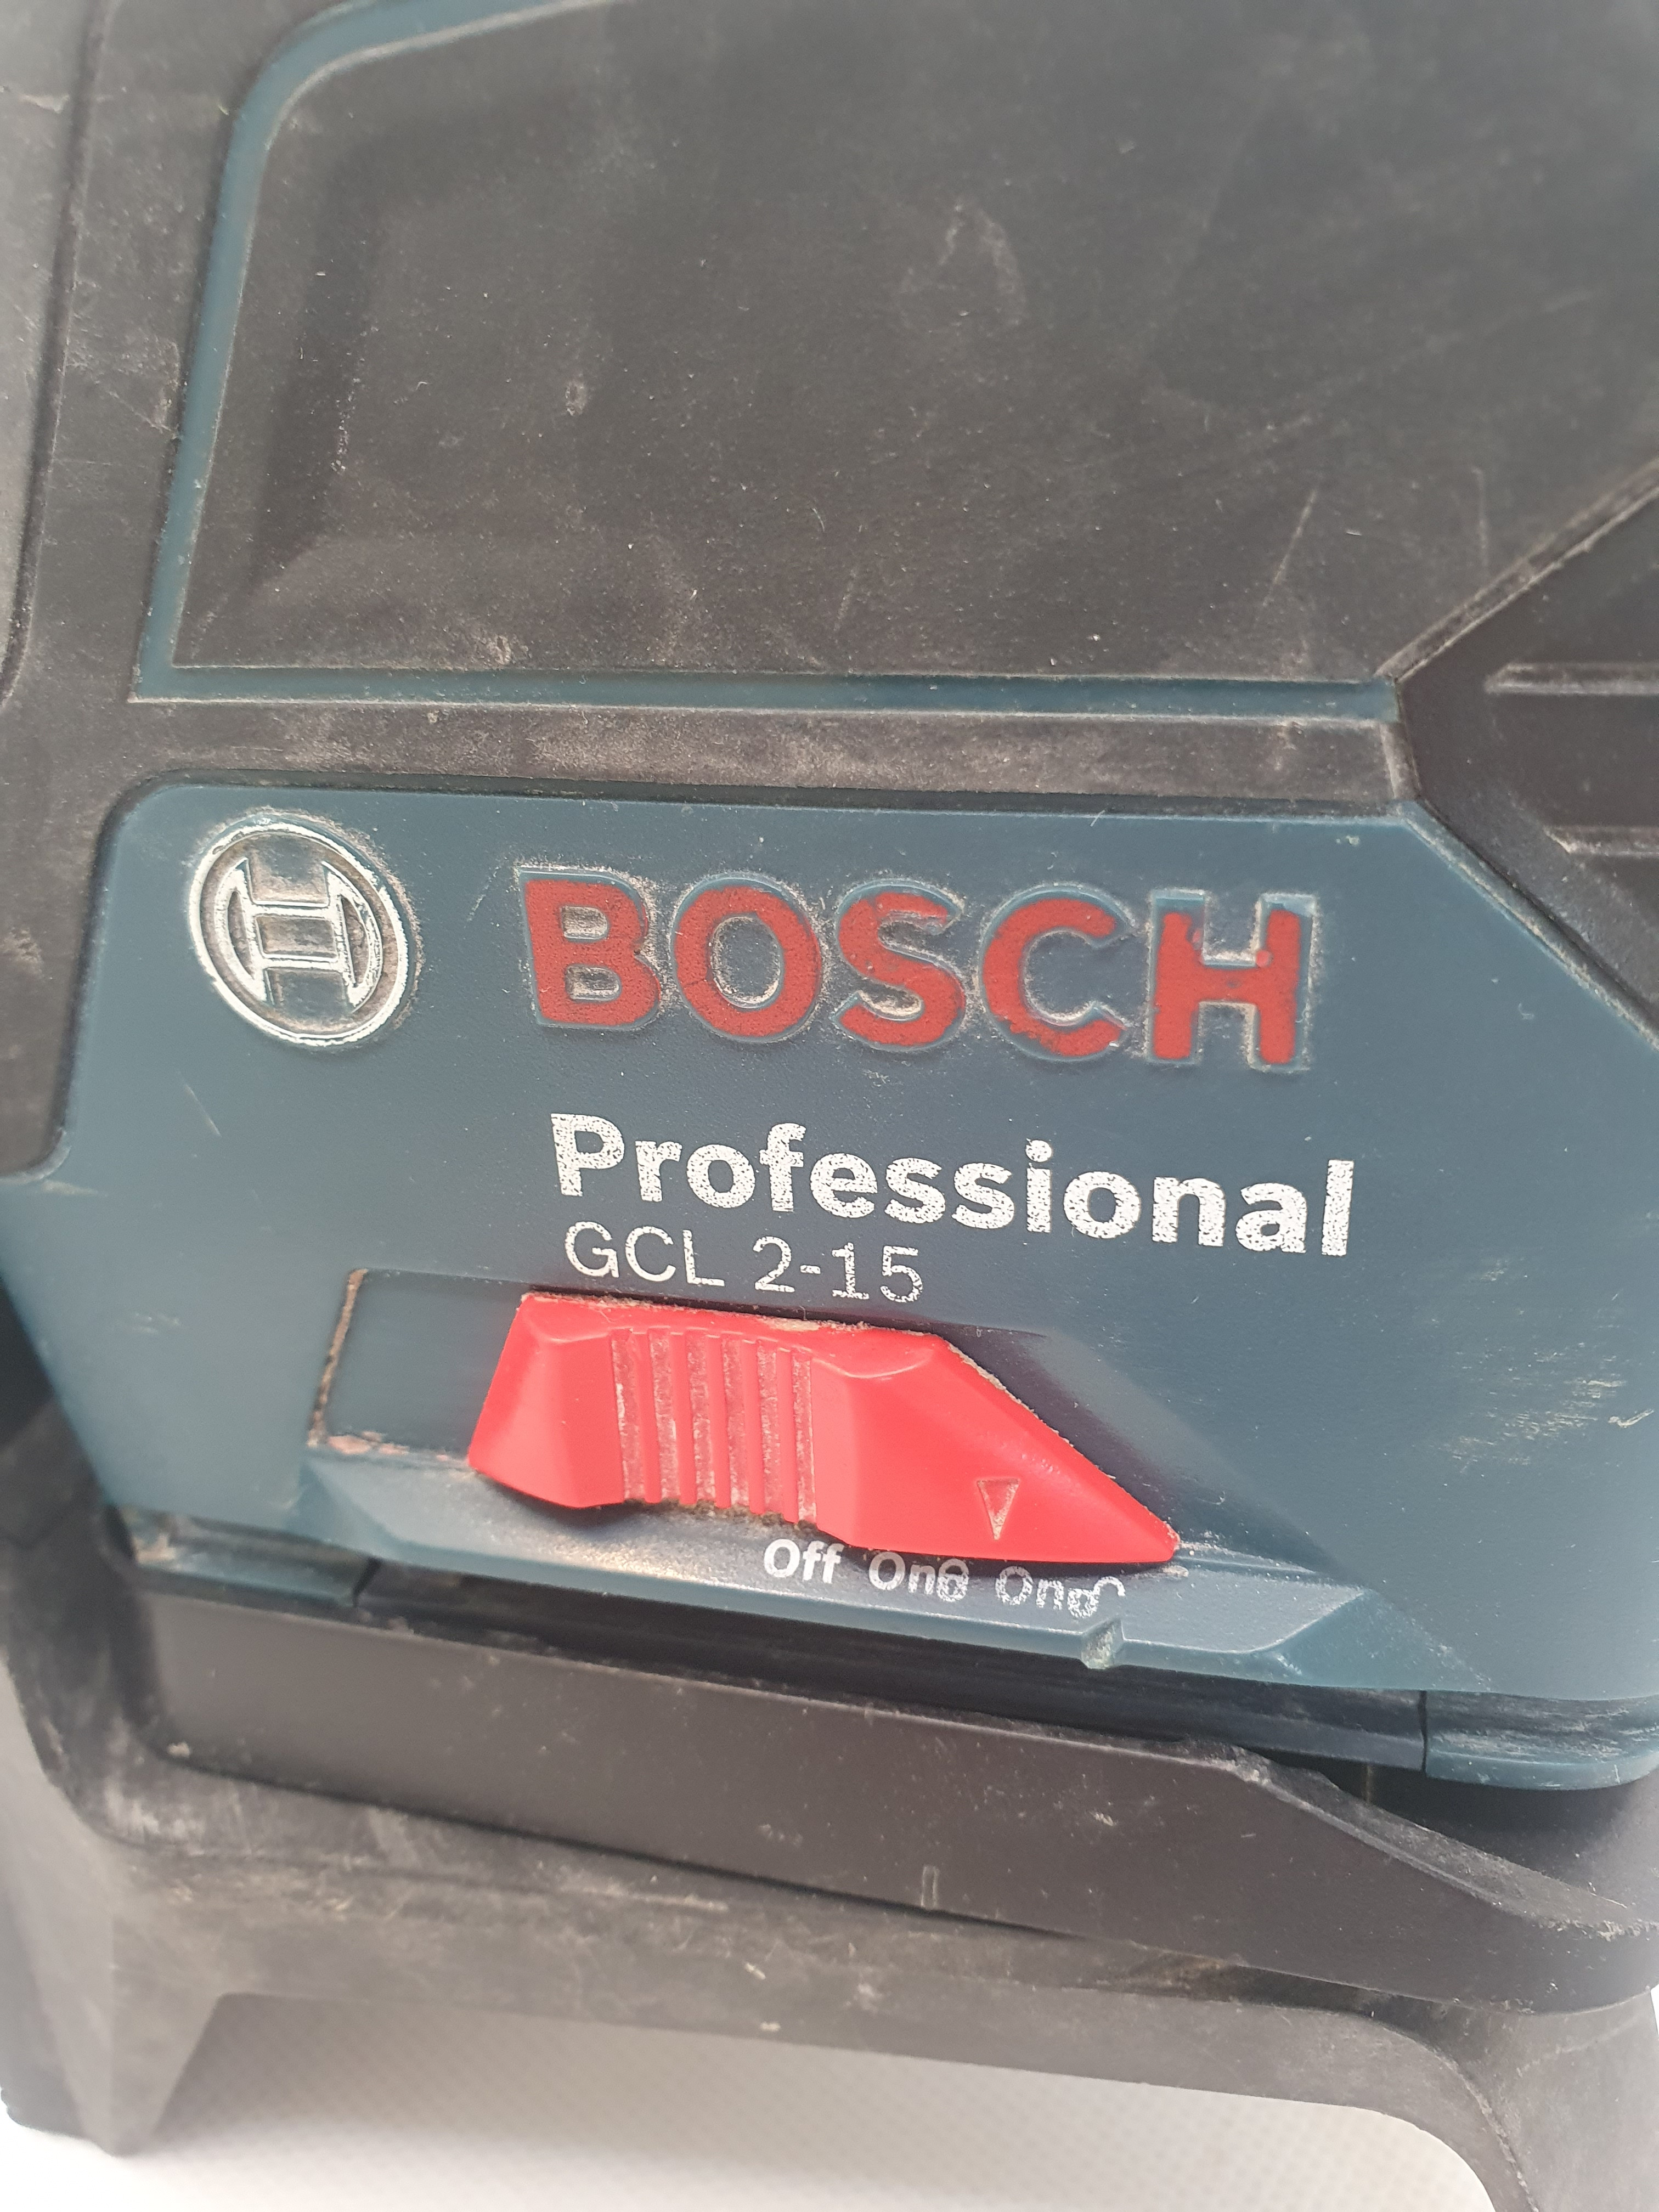 BOSCH
Professional
GCL 2-15
Off On On